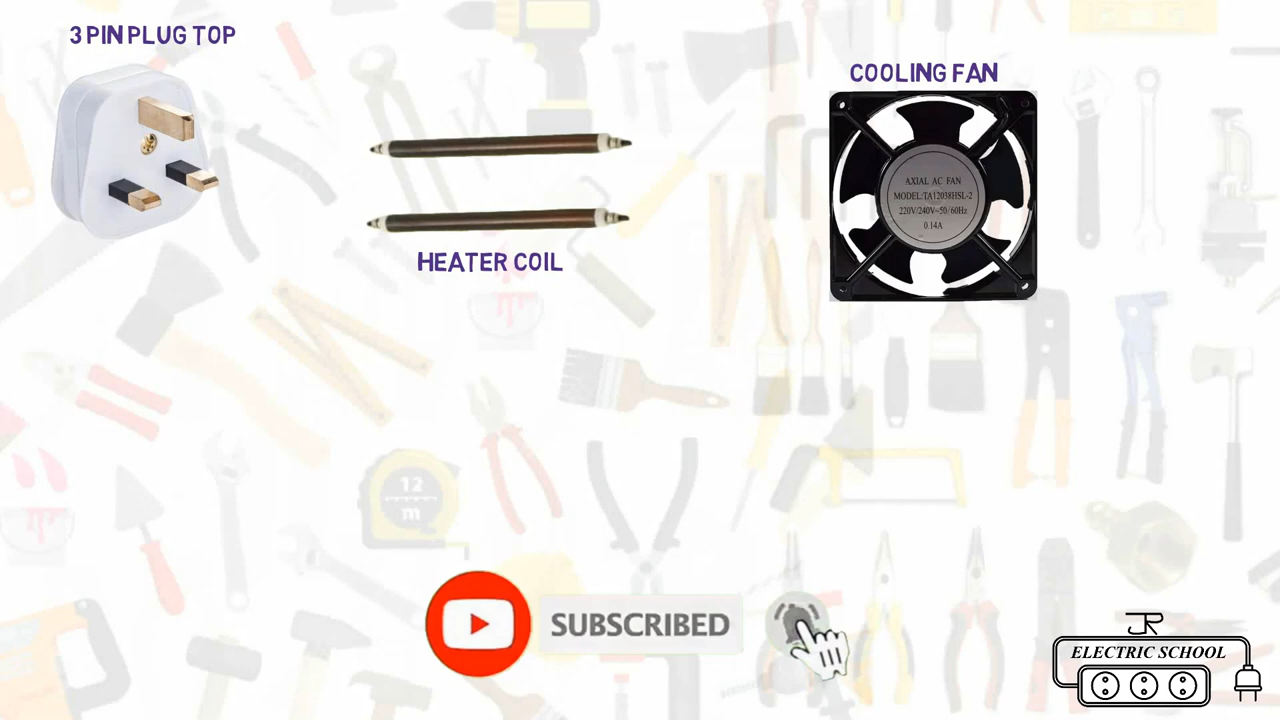 3 PIN PLUG TOP
COOLING FAN
AXIAL AC FAN
MODEL:TA12038HSL-2
220V/240V~50/60Hz
0.14A
HEATER COIL
12
m
SUBSCRIBED
JR
ELECTRIC SCHOOL